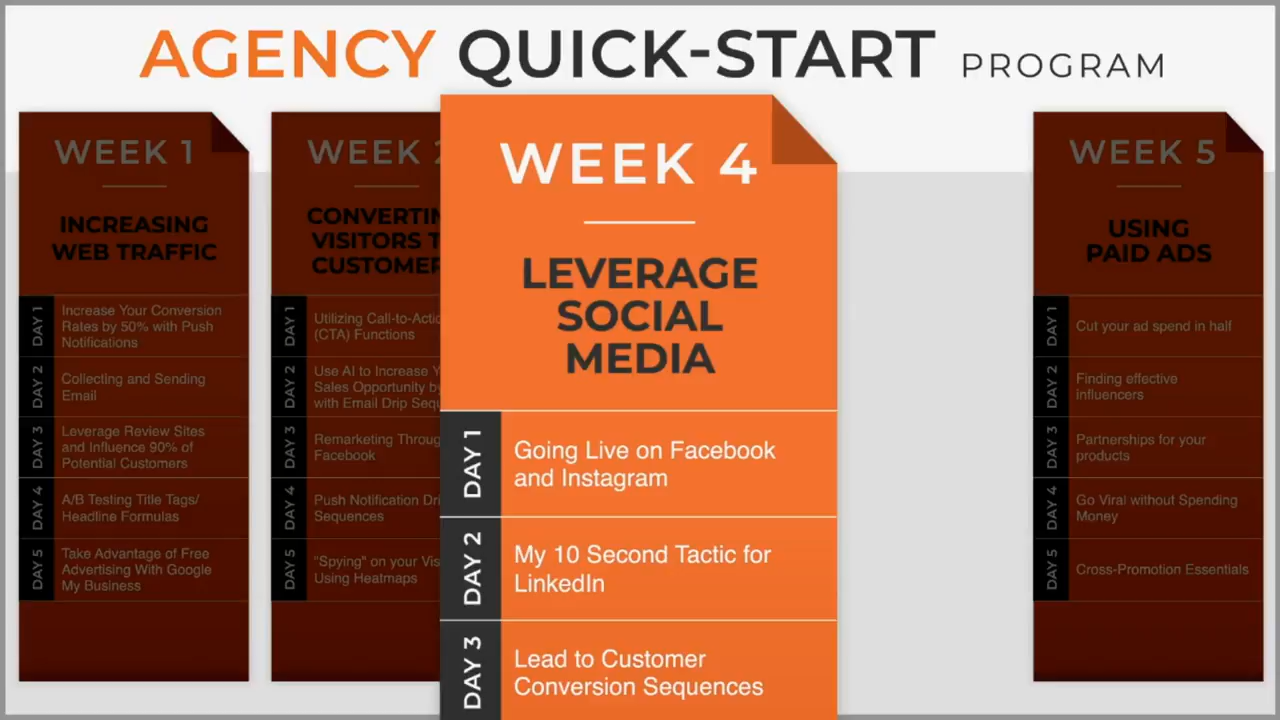 AGENCY QUICK-START PROGRAM
WEEK 1
INCREASING
WEB TRAFFIC
DAY 1
Increase Your Conversion
Rates by 50% with Push
Notifications
DAY 2
Collecting and Sending
Email
DAY 3
Leverage Review Sites
and Influence 90% of
Potential Customers
DAY 4
A/B Testing Title Tags/
Headline Formulas
DAY 5
Take Advantage of Free
Advertising With Google
My Business
WEEK 2
CONVERTIN
VISITORS T
CUSTOMER
DAY 1
Utilizing Call-to-Actio
(CTA) Functions
DAY 2
Use AI to Increase Y
Sales Opportunity by
with Email Drip Sequ
DAY 3
Remarketing Throug
Facebook
DAY 4
Push Notification Dri
Sequences
DAY 5
"Spying" on your Vis
Using Heatmaps
WEEK 4
LEVERAGE
SOCIAL
MEDIA
DAY 1
Going Live on Facebook
and Instagram
DAY 2
My 10 Second Tactic for
LinkedIn
DAY 3
Lead to Customer
Conversion Sequences
WEEK 5
USING
PAID ADS
DAY 1
Cut your ad spend in half
DAY 2
Finding effective
influencers
DAY 3
Partnerships for your
products
DAY 4
Go Viral without Spending
Money
DAY 5
Cross-Promotion Essentials